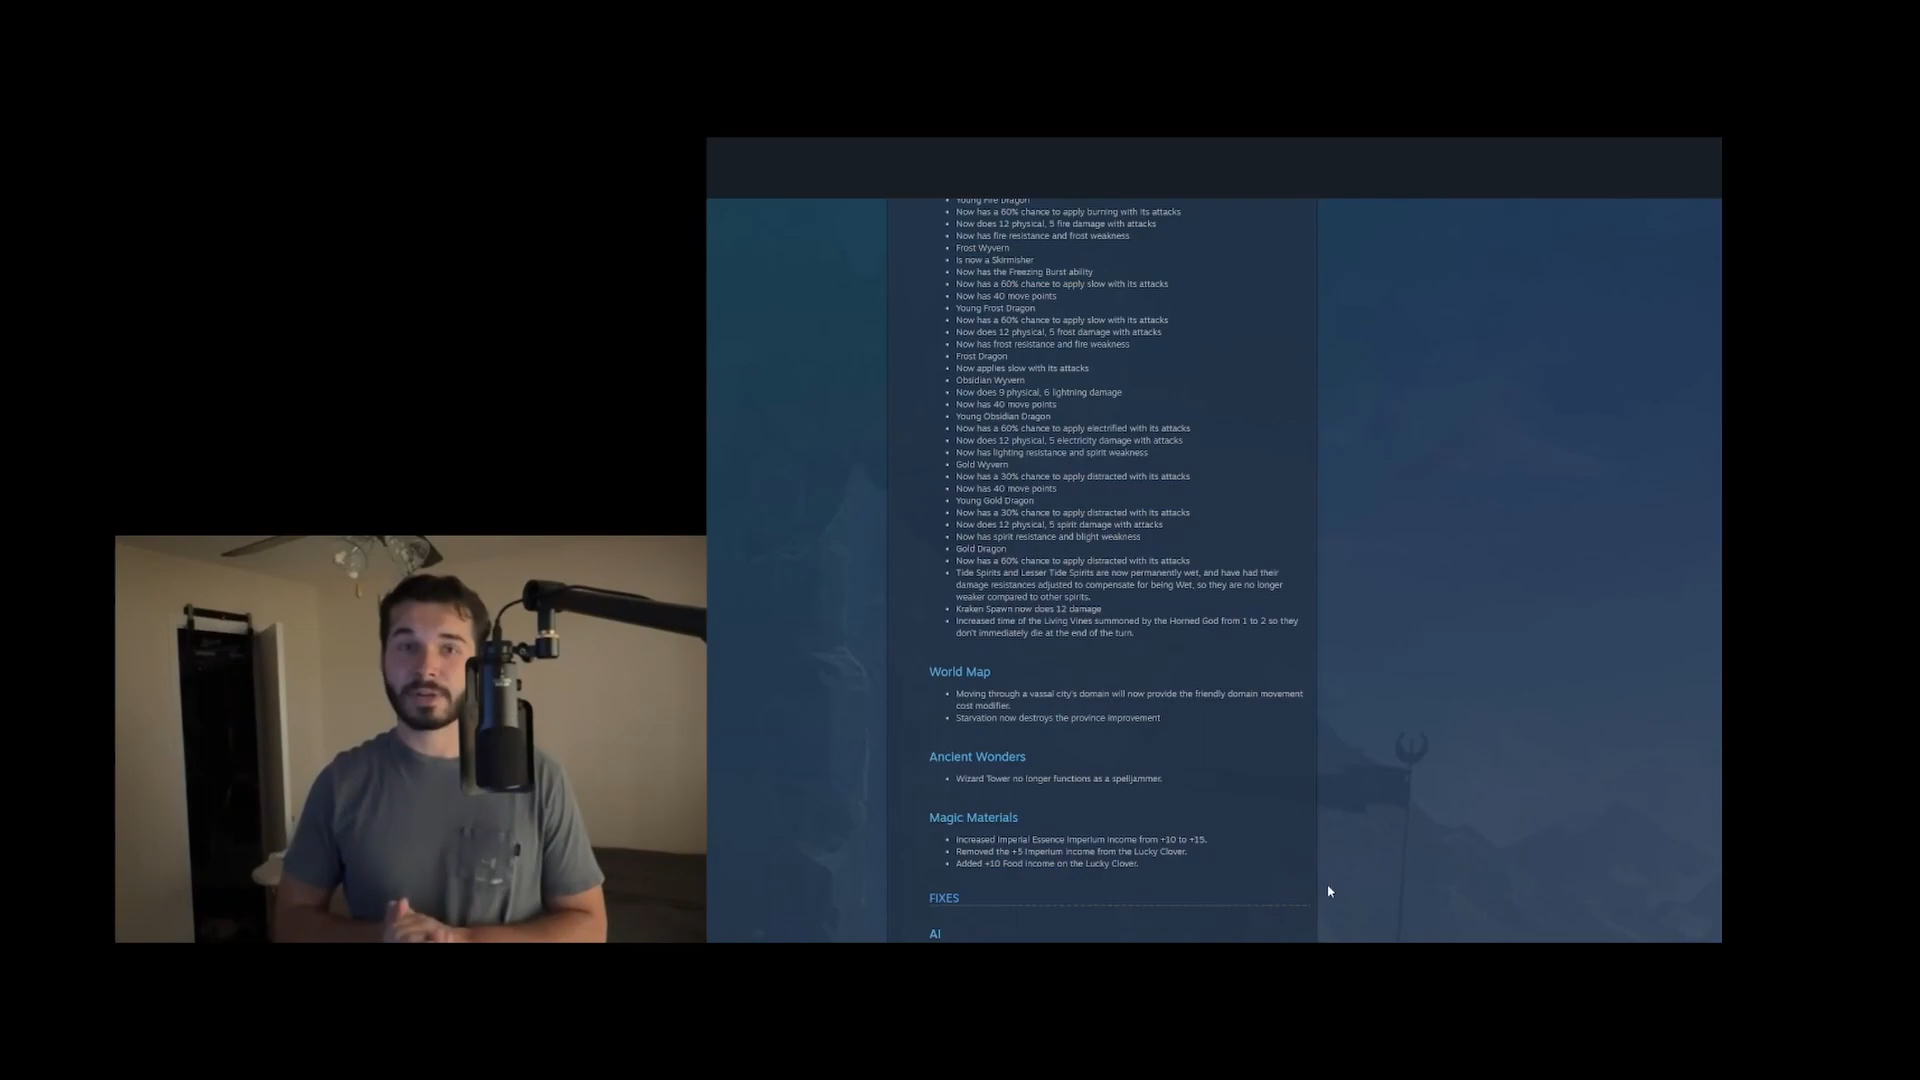 Young Fire Dragon
Now has a 60% chance to apply burning with its attacks
Now does 12 physical, 5 fire damage with attacks
Now has fire resistance and frost weakness
Frost Wyvern
Is now a Skirmisher
Now has the Freezing Burst ability
Now has a 60% chance to apply slow with its attacks
Now has 40 move points
Young Frost Dragon
Now has a 60% chance to apply slow with its attacks
Now does 12 physical, 5 frost damage with attacks
Now has frost resistance and fire weakness
Frost Dragon
Now applies slow with its attacks
Obsidian Wyvern
Now does 9 physical, 6 lightning damage
Now has 40 move points
Young Obsidian Dragon
Now has a 60% chance to apply electrified with its attacks
Now does 12 physical, 5 electricity damage with attacks
Now has lighting resistance and spirit weakness
Gold Wyvern
Now has a 30% chance to apply distracted with its attacks
Now has 40 move points
Young Gold Dragon
Now has a 30% chance to apply distracted with its attacks
Now does 12 physical, 5 spirit damage with attacks
Now has spirit resistance and blight weakness
Gold Dragon
Now has a 60% chance to apply distracted with its attacks
Tide Spirits and Lesser Tide Spirits are now permanently wet, and have had their
damage resistances adjusted to compensate for being Wet, so they are no longer
weaker compared to other spirits.
Kraken Spawn now does 12 damage
Increased time of the Living Vines summoned by the Horned God from 1 to 2 so they
don't immediately die at the end of the turn.
World Map
Moving through a vassal city's domain will now provide the friendly domain movement
cost modifier.
Starvation now destroys the province improvement
Ancient Wonders
Wizard Tower no longer functions as a spelljammer.
Magic Materials
Increased Imperial Essence Imperium income from +10 to +15.
Removed the +5 Imperium income from the Lucky Clover.
Added +10 Food income on the Lucky Clover.
FIXES
AI